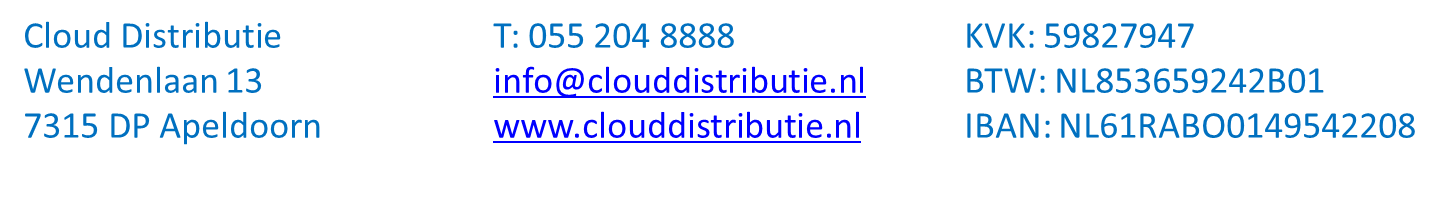 Cloud Distributie
Wendenlaan 13
7315 DP Apeldoorn
T: 055 204 8888
info@clouddistributie.nl
www.clouddistributie.nl
KVK: 59827947
BTW: NL853659242B01
IBAN: NL61RABO0149542208